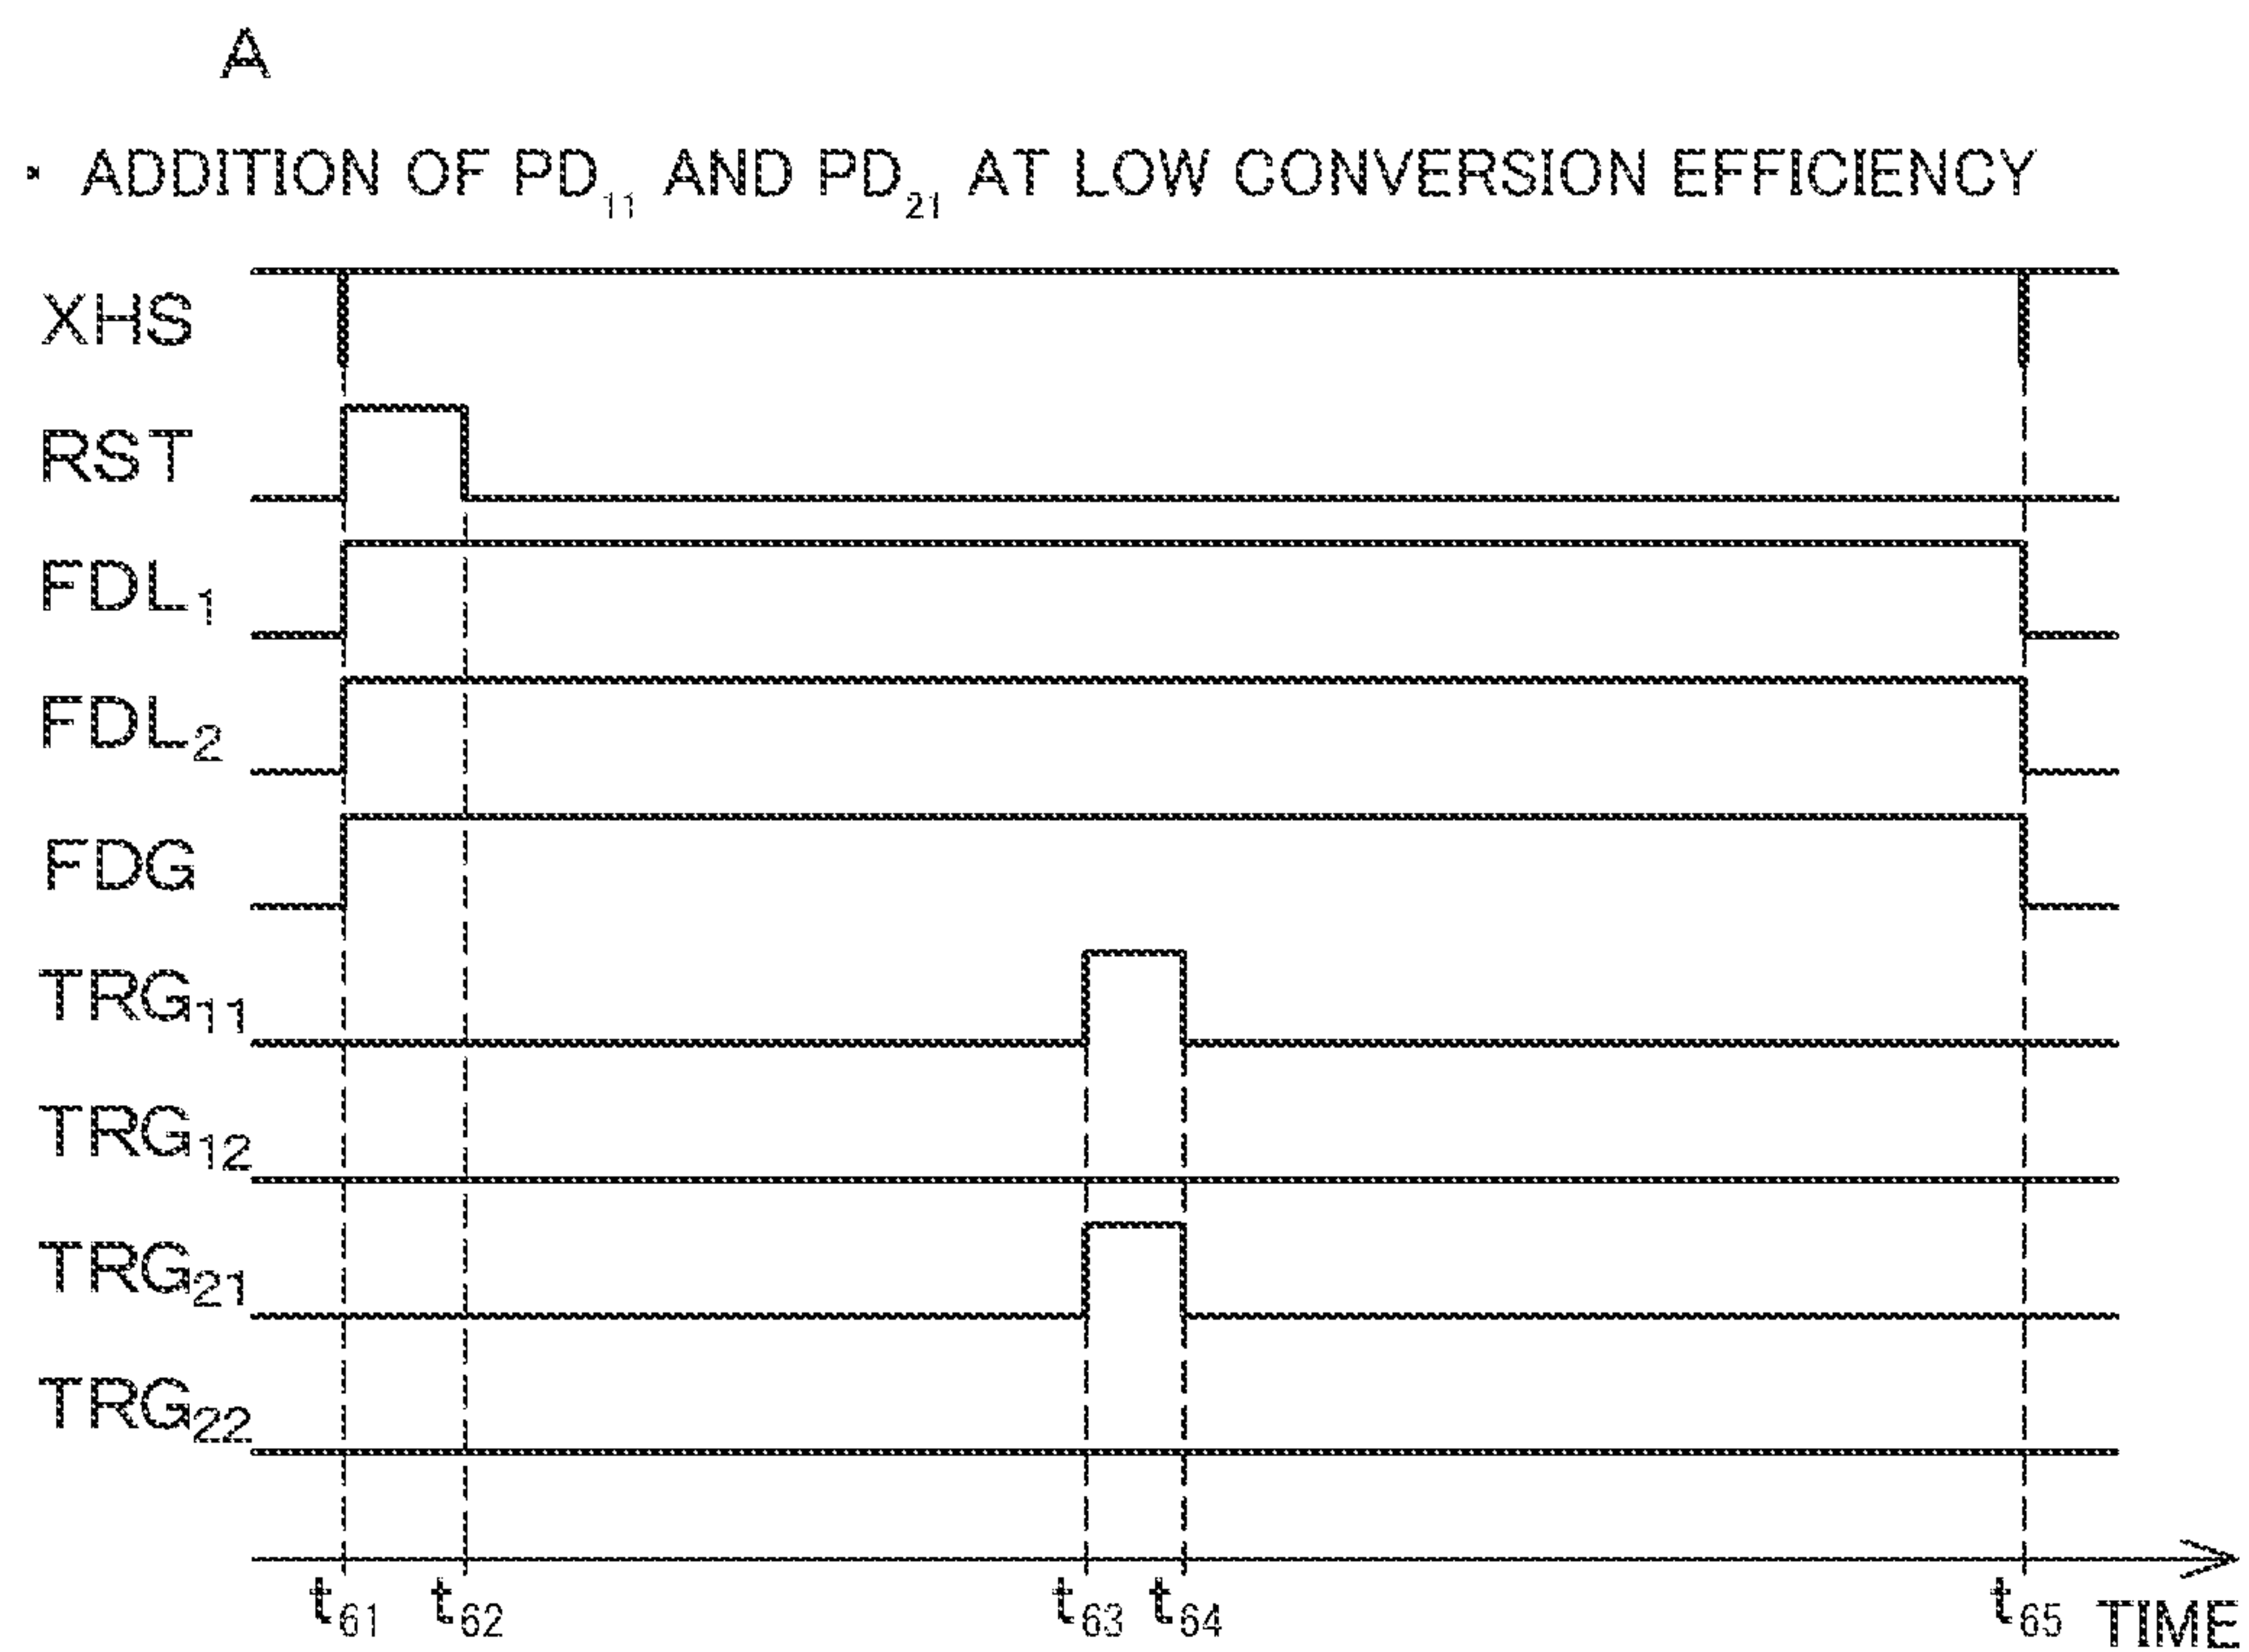 A
· ADDITION OF PD₁₁ AND PD₂₁ AT LOW CONVERSION EFFICIENCY
XHS
RST
FDL₁
FDL₂
FDG
TRG₁₁
TRG₁₂
TRG₂₁
TRG₂₂
t₆₁ t₆₂ t₆₃ t₆₄ t₆₅ TIME